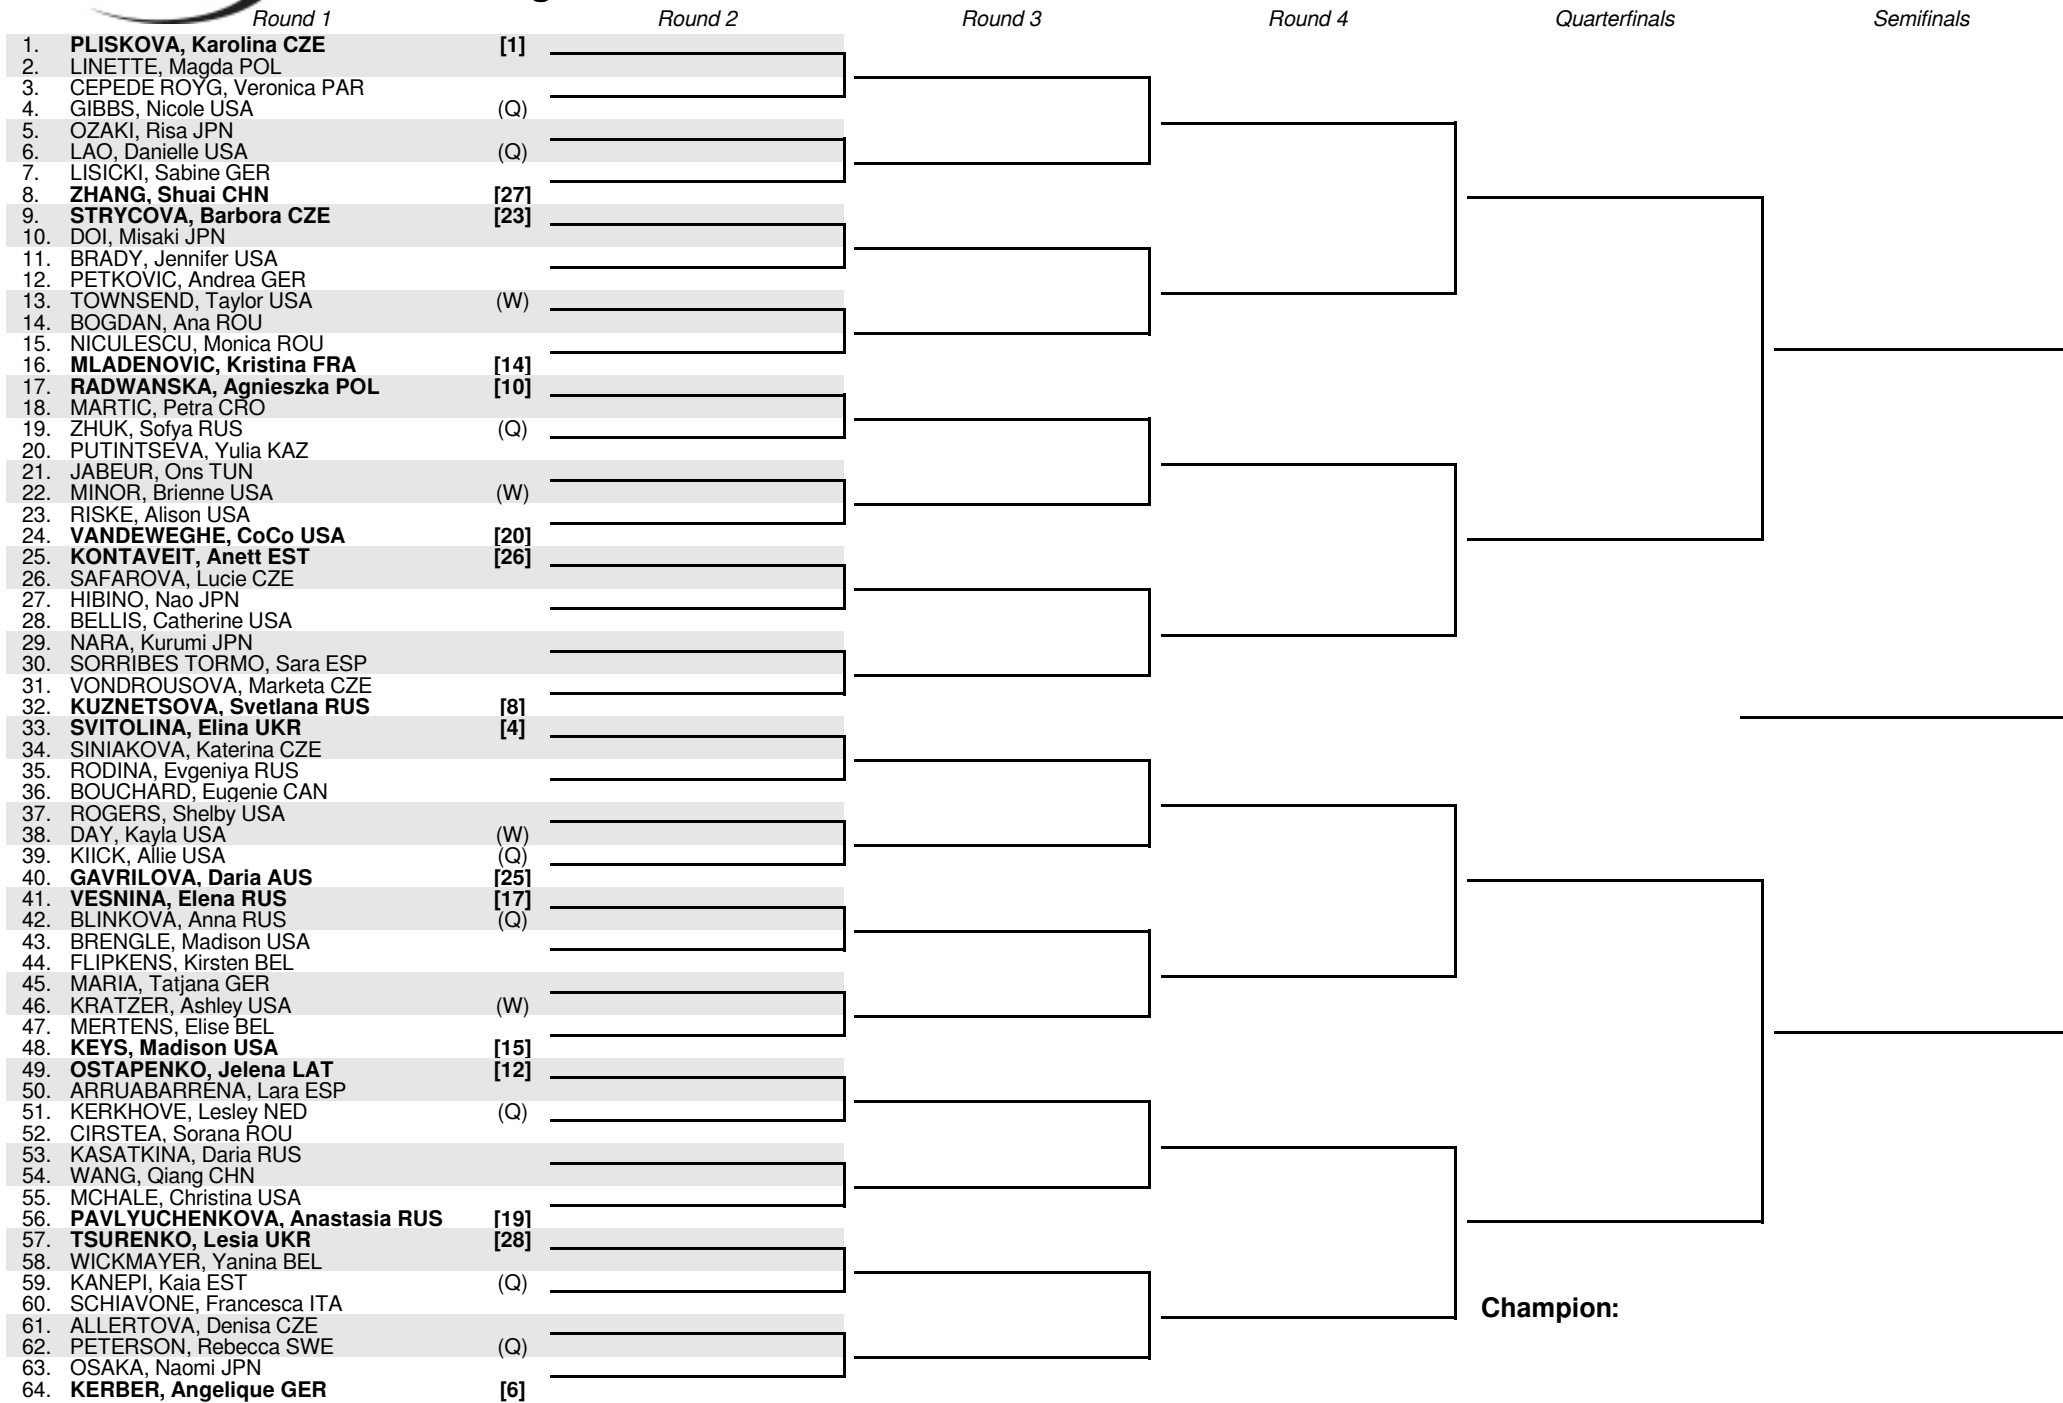 Round 1 Round 2 Round 3 Round 4 Quarterfinals Semifinals
1. PLISKOVA, Karolina CZE [1]
2. LINETTE, Magda POL
3. CEPEDE ROYG, Veronica PAR
4. GIBBS, Nicole USA (Q)
5. OZAKI, Risa JPN
6. LAO, Danielle USA (Q)
7. LISICKI, Sabine GER
8. ZHANG, Shuai CHN [27]
9. STRYCOVA, Barbora CZE [23]
10. DOI, Misaki JPN
11. BRADY, Jennifer USA
12. PETKOVIC, Andrea GER
13. TOWNSEND, Taylor USA (W)
14. BOGDAN, Ana ROU
15. NICULESCU, Monica ROU
16. MLADENOVIC, Kristina FRA [14]
17. RADWANSKA, Agnieszka POL [10]
18. MARTIC, Petra CRO
19. ZHUK, Sofya RUS (Q)
20. PUTINTSEVA, Yulia KAZ
21. JABEUR, Ons TUN
22. MINOR, Brienne USA (W)
23. RISKE, Alison USA
24. VANDEWEGHE, CoCo USA [20]
25. KONTAVEIT, Anett EST [26]
26. SAFAROVA, Lucie CZE
27. HIBINO, Nao JPN
28. BELLIS, Catherine USA
29. NARA, Kurumi JPN
30. SORRIBES TORMO, Sara ESP
31. VONDROUSOVA, Marketa CZE
32. KUZNETSOVA, Svetlana RUS [8]
33. SVITOLINA, Elina UKR [4]
34. SINIAKOVA, Katerina CZE
35. RODINA, Evgeniya RUS
36. BOUCHARD, Eugenie CAN
37. ROGERS, Shelby USA
38. DAY, Kayla USA (W)
39. KIICK, Allie USA (Q)
40. GAVRILOVA, Daria AUS [25]
41. VESNINA, Elena RUS [17]
42. BLINKOVA, Anna RUS (Q)
43. BRENGLE, Madison USA
44. FLIPKENS, Kirsten BEL
45. MARIA, Tatjana GER
46. KRATZER, Ashley USA (W)
47. MERTENS, Elise BEL
48. KEYS, Madison USA [15]
49. OSTAPENKO, Jelena LAT [12]
50. ARRUABARRENA, Lara ESP
51. KERKHOVE, Lesley NED (Q)
52. CIRSTEA, Sorana ROU
53. KASATKINA, Daria RUS
54. WANG, Qiang CHN
55. MCHALE, Christina USA
56. PAVLYUCHENKOVA, Anastasia RUS [19]
57. TSURENKO, Lesia UKR [28]
58. WICKMAYER, Yanina BEL
59. KANEPI, Kaia EST (Q)
60. SCHIAVONE, Francesca ITA
61. ALLERTOVA, Denisa CZE
62. PETERSON, Rebecca SWE (Q)
63. OSAKA, Naomi JPN
64. KERBER, Angelique GER [6]
Champion: